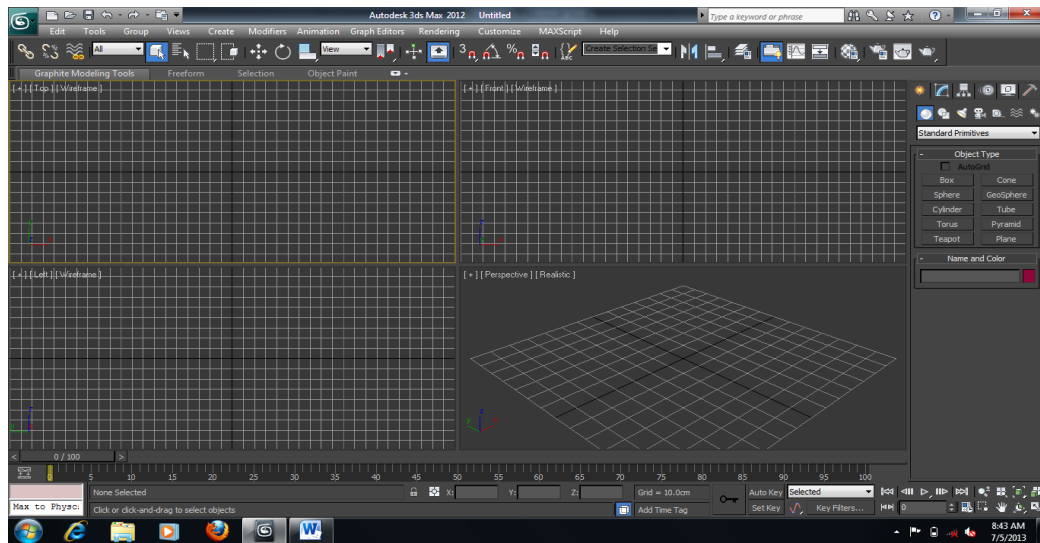 Autodesk 3ds Max 2012 Untitled
Type a keyword or phrase
Edit Tools Group Views Create Modifiers Animation Graph Editors Rendering Customize MAXScript Help
All View 3 Create Selection Se
ABC
Graphite Modeling Tools Freeform Selection Object Paint
[ + ] [ Top ] [ Wireframe ] [ + ] [ Front ] [ Wireframe ]
Standard Primitives
- Object Type
AutoGrid
Box Cone
Sphere GeoSphere
Cylinder Tube
Torus Pyramid
Teapot Plane
- Name and Color
[ + ] [ Left ] [ Wireframe ] [ + ] [ Perspective ] [ Realistic ]
z
y
< 0 / 100 >
0 5 10 15 20 25 30 35 40 45 50 55 60 65 70 75 80 85 90 95 100
None Selected X: Y: Z: Grid = 10.0cm Auto Key Selected
Max to Physc: Click or click-and-drag to select objects Add Time Tag Set Key Key Filters... 0
8:43 AM
7/5/2013